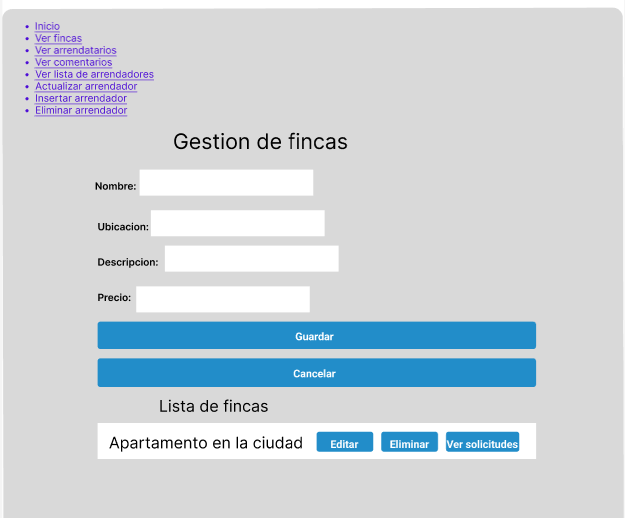 Inicio
Ver fincas
Ver arrendatarios
Ver comentarios
Ver lista de arrendadores
Actualizar arrendador
Insertar arrendador
Eliminar arrendador
Gestion de fincas
Nombre:
Ubicacion:
Descripcion:
Precio:
Guardar
Cancelar
Lista de fincas
Apartamento en la ciudad Editar Eliminar Ver solicitudes